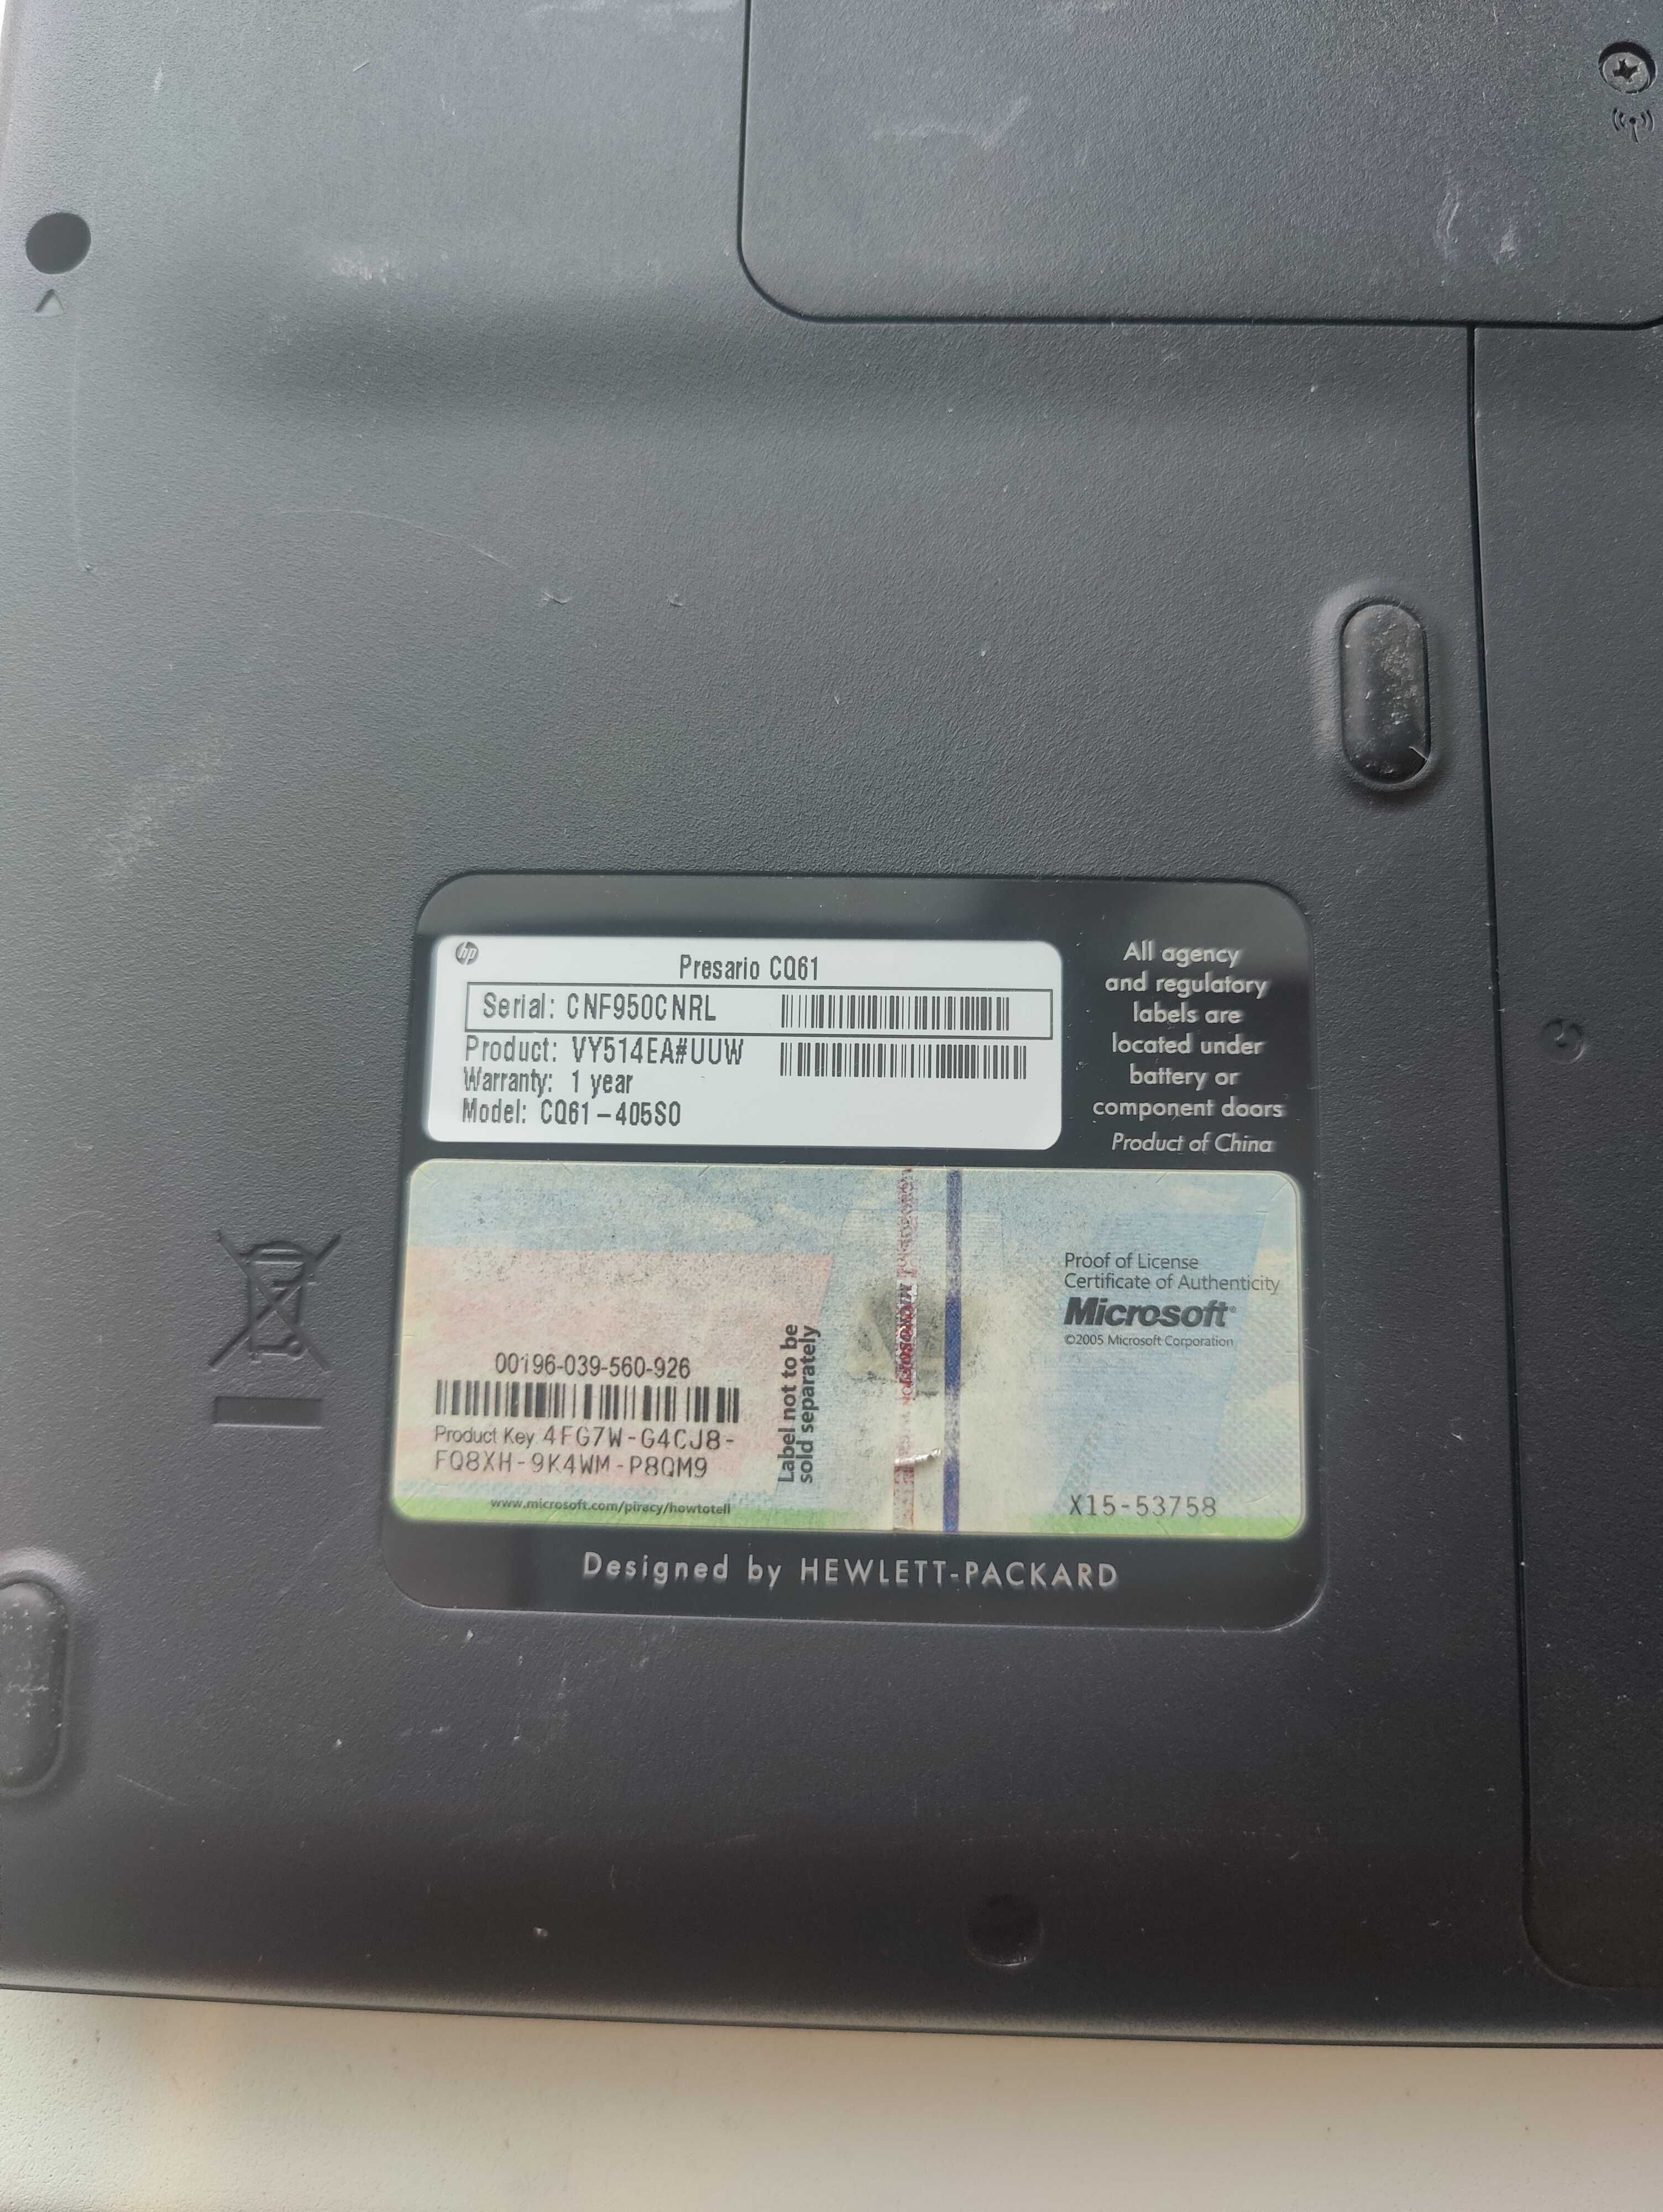 hp
Presario CQ61
Serial: CNF950CNRL
Product: VY514EA#UUW
Warranty: 1 year
Model: CQ61-405SO
All agency
and regulatory
labels are
located under
battery or
component doors
Product of China
00196-039-560-926
Product Key 4FG7W-G4CJ8-
FQ8XH-9K4WM-P8QM9
www.microsoft.com/piracy/howtotell
Label not to be
sold separately
MICROSOFT
Proof of License
Certificate of Authenticity
Microsoft®
©2005 Microsoft Corporation
X15-53758
Designed by HEWLETT-PACKARD